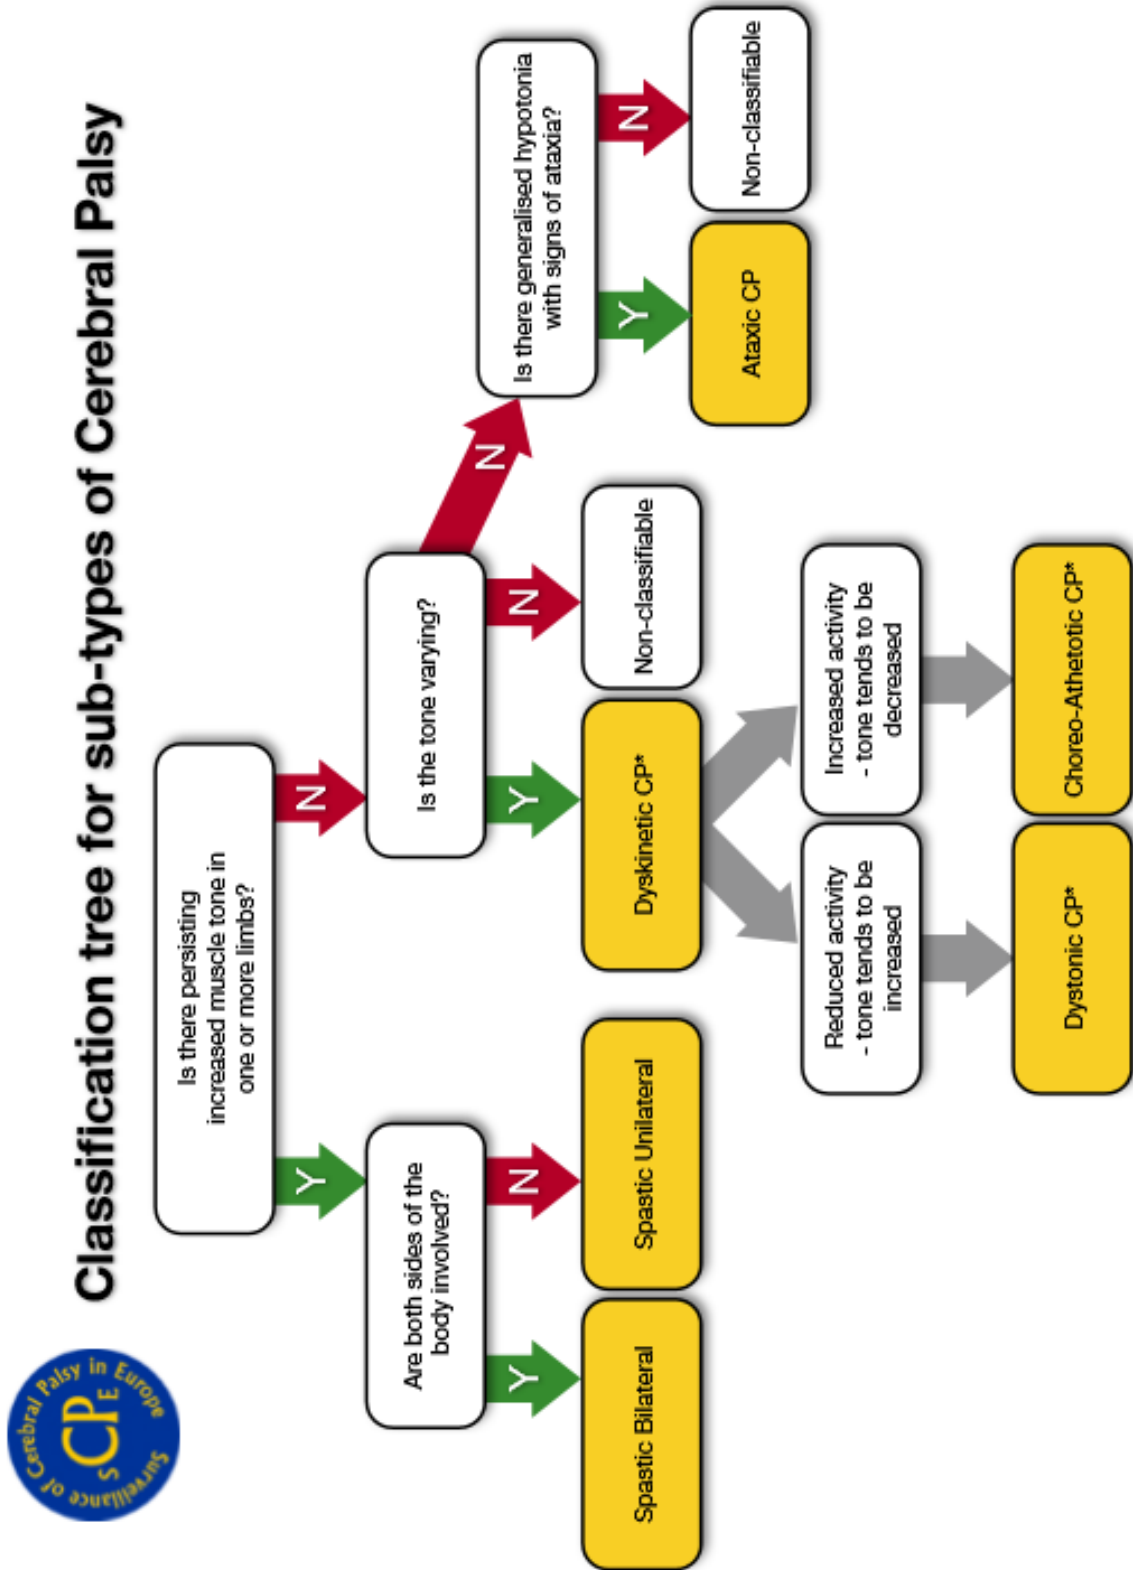 Surveillance of Cerebral Palsy in Europe
SCPE
Classification tree for sub-types of Cerebral Palsy
Is there persisting
increased muscle tone in
one or more limbs?
Y
N
Are both sides of the
body involved?
Is the tone varying?
N
Is there generalised hypotonia
with signs of ataxia?
Y
N
Y
N
Y
N
Spastic Bilateral
Spastic Unilateral
Dyskinetic CP*
Non-classifiable
Ataxic CP
Non-classifiable
Reduced activity
- tone tends to be
increased
Increased activity
- tone tends to be
decreased
Dystonic CP*
Choreo-Athetotic CP*